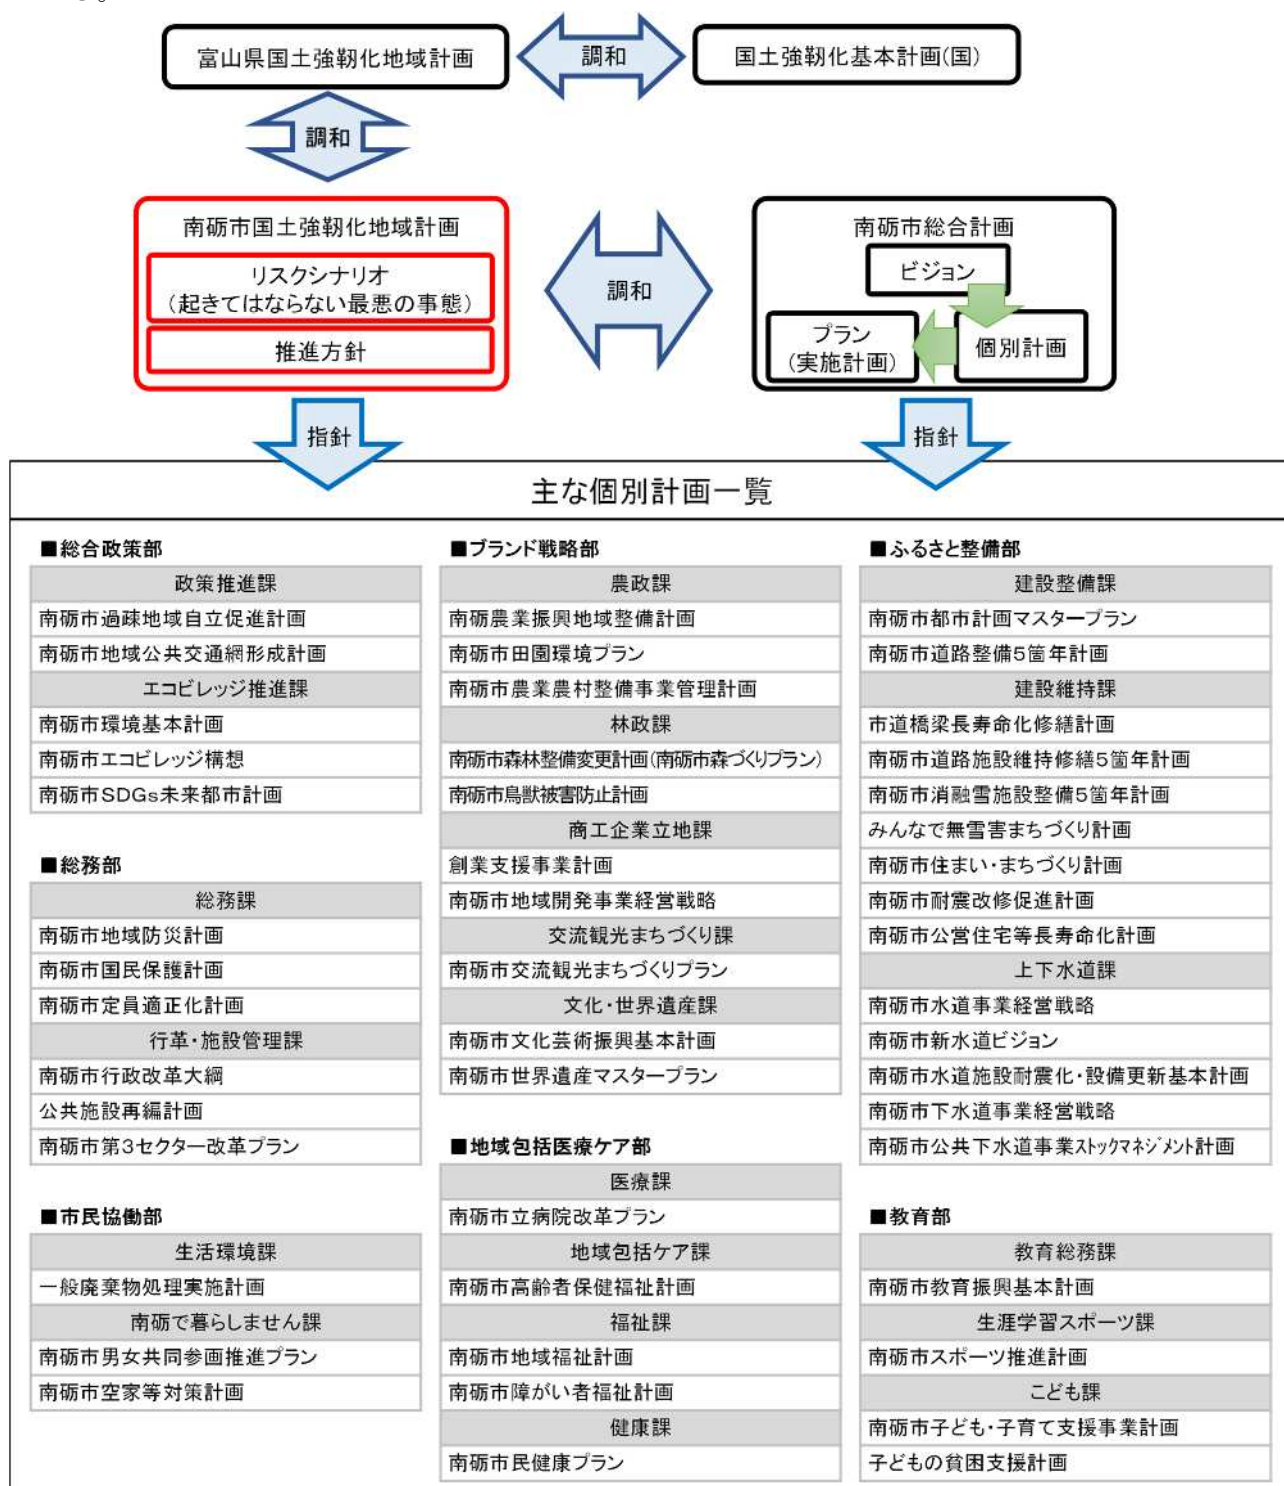 富山県国土強靭化地域計画
調和
国土強靭化基本計画(国)
調和
南砺市国土強靭化地域計画
リスクシナリオ
(起きてはならない最悪の事態)
推進方針
調和
南砺市総合計画
ビジョン
プラン
(実施計画)
個別計画
指針
指針
主な個別計画一覧
■総合政策部
政策推進課
南砺市過疎地域自立促進計画
南砺市地域公共交通網形成計画
エコビレッジ推進課
南砺市環境基本計画
南砺市エコビレッジ構想
南砺市SDGs未来都市計画
■総務部
総務課
南砺市地域防災計画
南砺市国民保護計画
南砺市定員適正化計画
行革・施設管理課
南砺市行政改革大綱
公共施設再編計画
南砺市第3セクター改革プラン
■市民協働部
生活環境課
一般廃棄物処理実施計画
南砺で暮らしません課
南砺市男女共同参画推進プラン
南砺市空家等対策計画
■ブランド戦略部
農政課
南砺農業振興地域整備計画
南砺市田園環境プラン
南砺市農業農村整備事業管理計画
林政課
南砺市森林整備変更計画(南砺市森づくりプラン)
南砺市鳥獣被害防止計画
商工企業立地課
創業支援事業計画
南砺市地域開発事業経営戦略
交流観光まちづくり課
南砺市交流観光まちづくりプラン
文化・世界遺産課
南砺市文化芸術振興基本計画
南砺市世界遺産マスタープラン
■地域包括医療ケア部
医療課
南砺市立病院改革プラン
地域包括ケア課
南砺市高齢者保健福祉計画
福祉課
南砺市地域福祉計画
南砺市障がい者福祉計画
健康課
南砺市民健康プラン
■ふるさと整備部
建設整備課
南砺市都市計画マスタープラン
南砺市道路整備5箇年計画
建設維持課
市道橋梁長寿命化修繕計画
南砺市道路施設維持修繕5箇年計画
南砺市消融雪施設整備5箇年計画
みんなで無雪害まちづくり計画
南砺市住まい・まちづくり計画
南砺市耐震改修促進計画
南砺市公営住宅等長寿命化計画
上下水道課
南砺市水道事業経営戦略
南砺市新水道ビジョン
南砺市水道施設耐震化・設備更新基本計画
南砺市下水道事業経営戦略
南砺市公共下水道事業ストックマネジメント計画
■教育部
教育総務課
南砺市教育振興基本計画
生涯学習スポーツ課
南砺市スポーツ推進計画
こども課
南砺市子ども・子育て支援事業計画
子どもの貧困支援計画